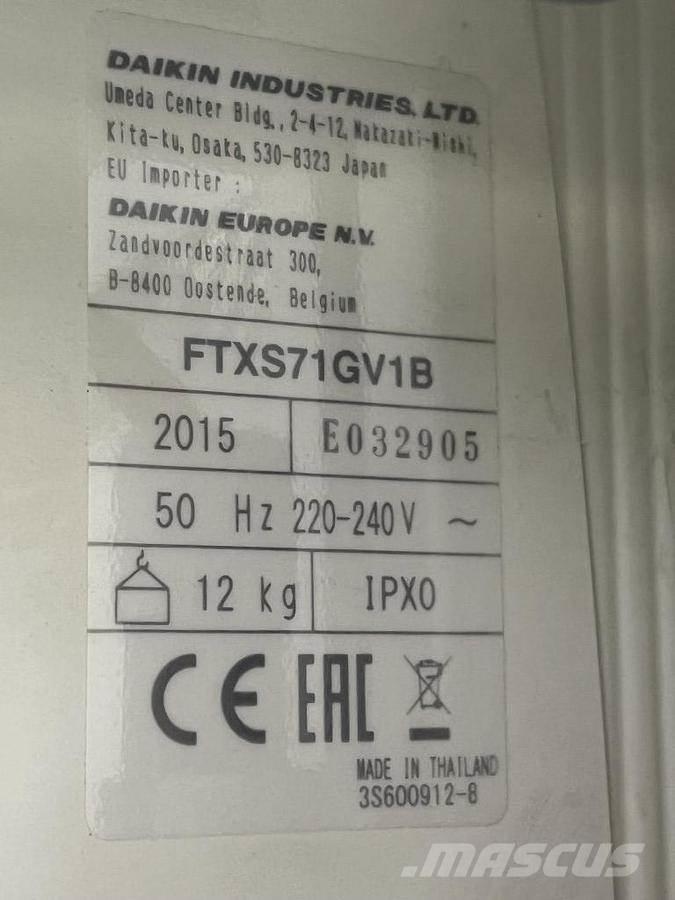 DAIKIN INDUSTRIES, LTD.
Umeda Center Bldg., 2-4-12, Nakazaki-Nishi,
Kita-ku, Osaka, 530-8323 Japan
EU Importer :
DAIKIN EUROPE N.V.
Zandvoordestraat 300,
B-8400 Oostende, Belgium
FTXS71GV1B
2015 E032905
50 Hz 220-240V ~
12 kg IPX0
CE EAC
MADE IN THAILAND
3S600912-8
MASCUS